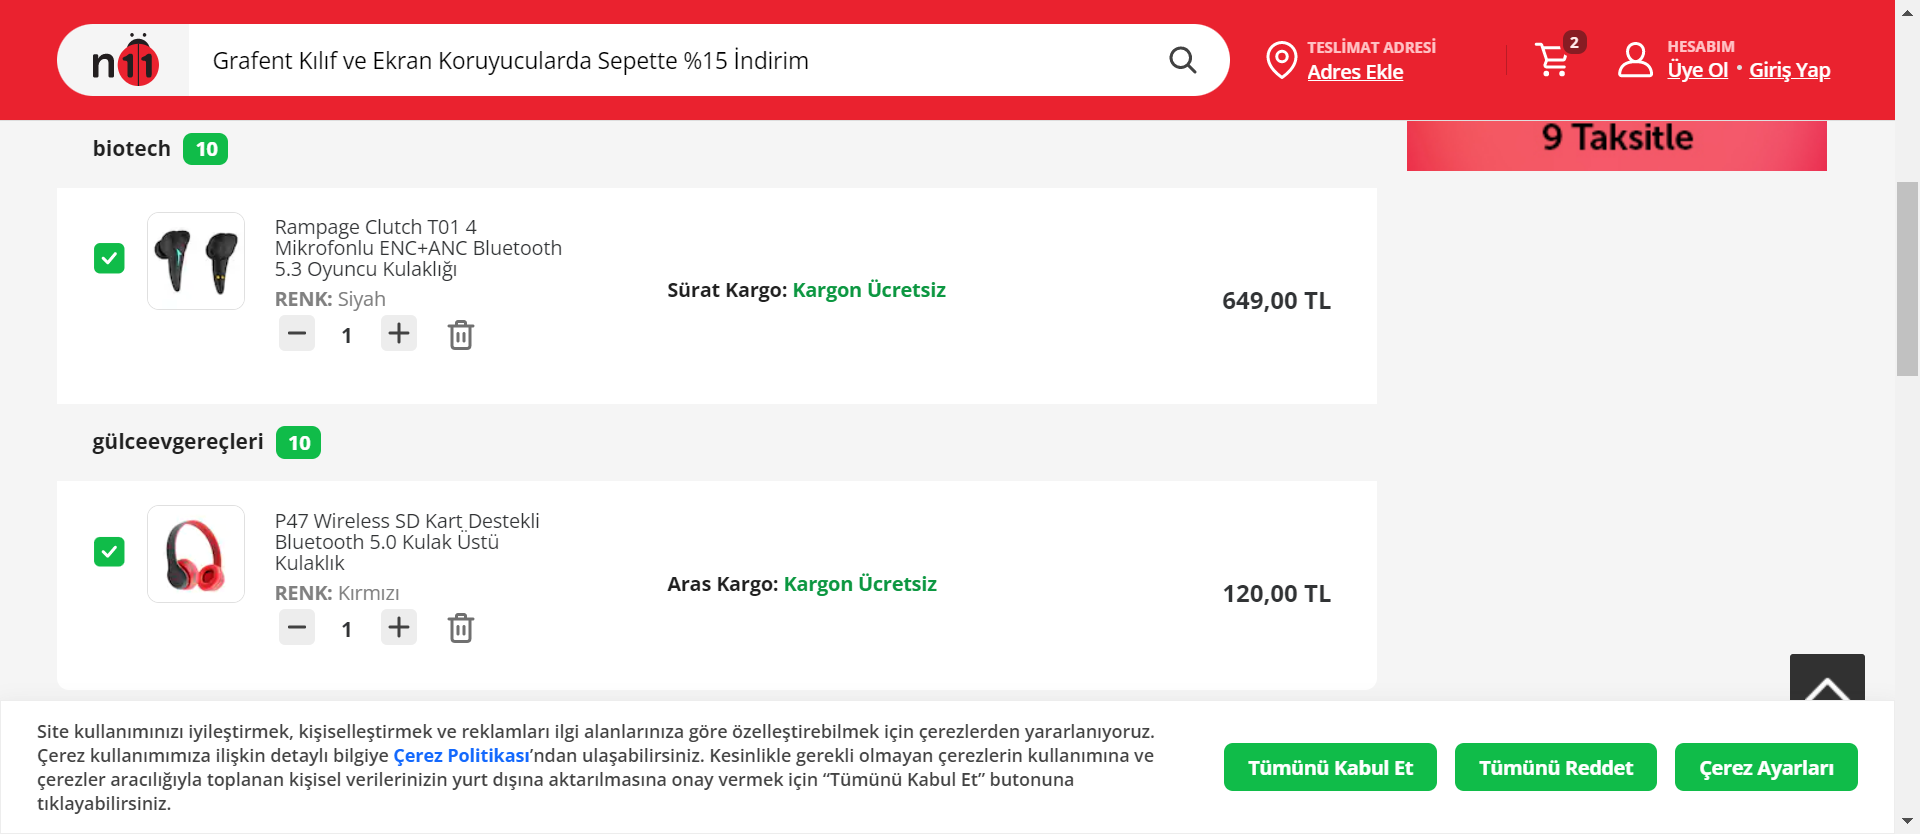 n11
Grafent Kılıf ve Ekran Koruyucularda Sepette %15 İndirim
TESLİMAT ADRESİ
Adres Ekle
2
HESABIM
Üye Ol • Giriş Yap
9 Taksitle
biotech 10
Rampage Clutch T01 4
Mikrofonlu ENC+ANC Bluetooth
5.3 Oyuncu Kulaklığı
RENK: Siyah
1
Sürat Kargo: Kargon Ücretsiz
649,00 TL
gülceevgereçleri 10
P47 Wireless SD Kart Destekli
Bluetooth 5.0 Kulak Üstü
Kulaklık
RENK: Kırmızı
1
Aras Kargo: Kargon Ücretsiz
120,00 TL
Site kullanımınızı iyileştirmek, kişiselleştirmek ve reklamları ilgi alanlarınıza göre özelleştirebilmek için çerezlerden yararlanıyoruz.
Çerez kullanımımıza ilişkin detaylı bilgiye Çerez Politikası’ndan ulaşabilirsiniz. Kesinlikle gerekli olmayan çerezlerin kullanımına ve
çerezler aracılığıyla toplanan kişisel verilerinizin yurt dışına aktarılmasına onay vermek için “Tümünü Kabul Et” butonuna
tıklayabilirsiniz.
Tümünü Kabul Et
Tümünü Reddet
Çerez Ayarları